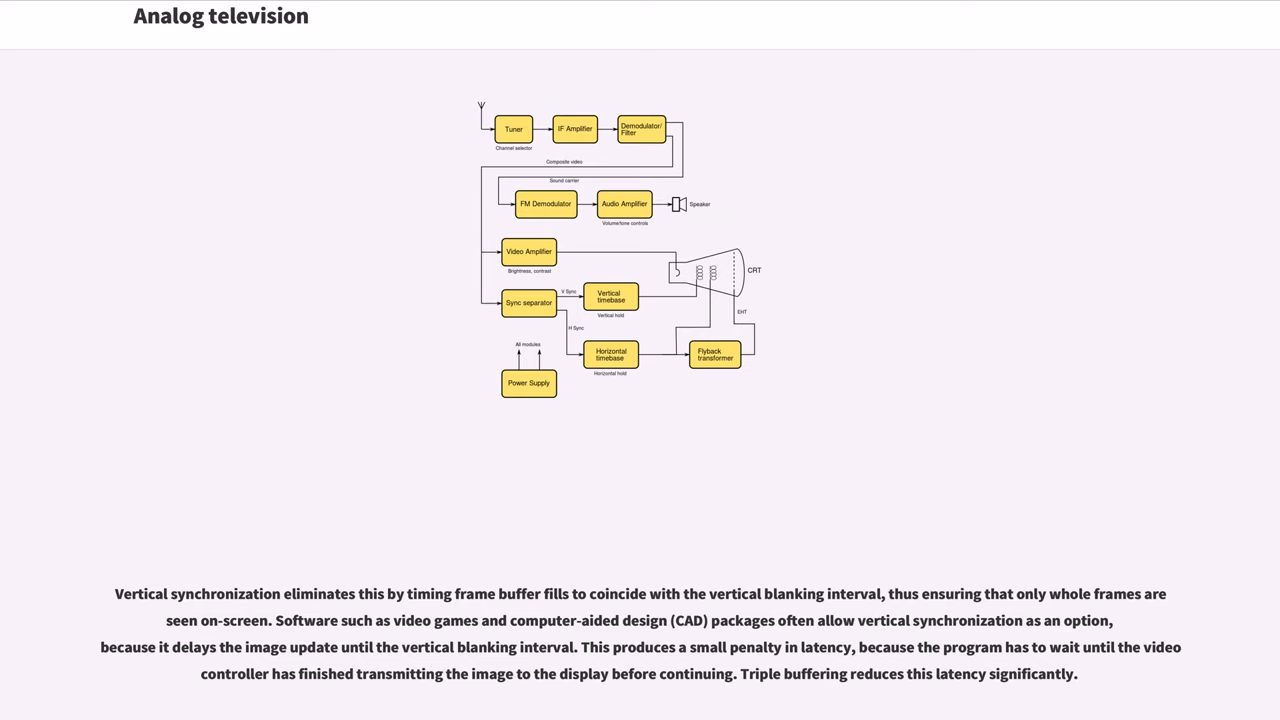 Analog television
Tuner
IF Amplifier
Demodulator/
Filter
Channel selector
Composite video
Sound carrier
FM Demodulator
Audio Amplifier
Speaker
Volume/tone controls
Video Amplifier
Brightness, contrast
CRT
Sync separator
V Sync
Vertical
timebase
Vertical hold
EHT
H Sync
All modules
Horizontal
timebase
Horizontal hold
Flyback
transformer
Power Supply
Vertical synchronization eliminates this by timing frame buffer fills to coincide with the vertical blanking interval, thus ensuring that only whole frames are
seen on-screen. Software such as video games and computer-aided design (CAD) packages often allow vertical synchronization as an option,
because it delays the image update until the vertical blanking interval. This produces a small penalty in latency, because the program has to wait until the video
controller has finished transmitting the image to the display before continuing. Triple buffering reduces this latency significantly.